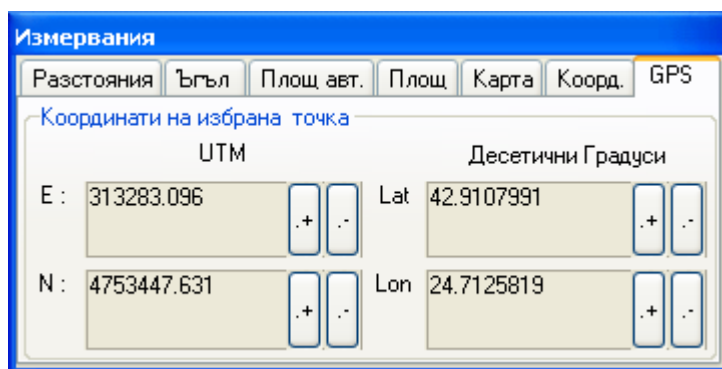 Измервания
Разстояния Ъгъл Площ авт. Площ Карта Коорд. GPS
Координати на избрана точка
UTM Десетични Градуси
E : 313283.096 .+ .- Lat 42.9107991 .+ .-
N : 4753447.631 .+ .- Lon 24.7125819 .+ .-